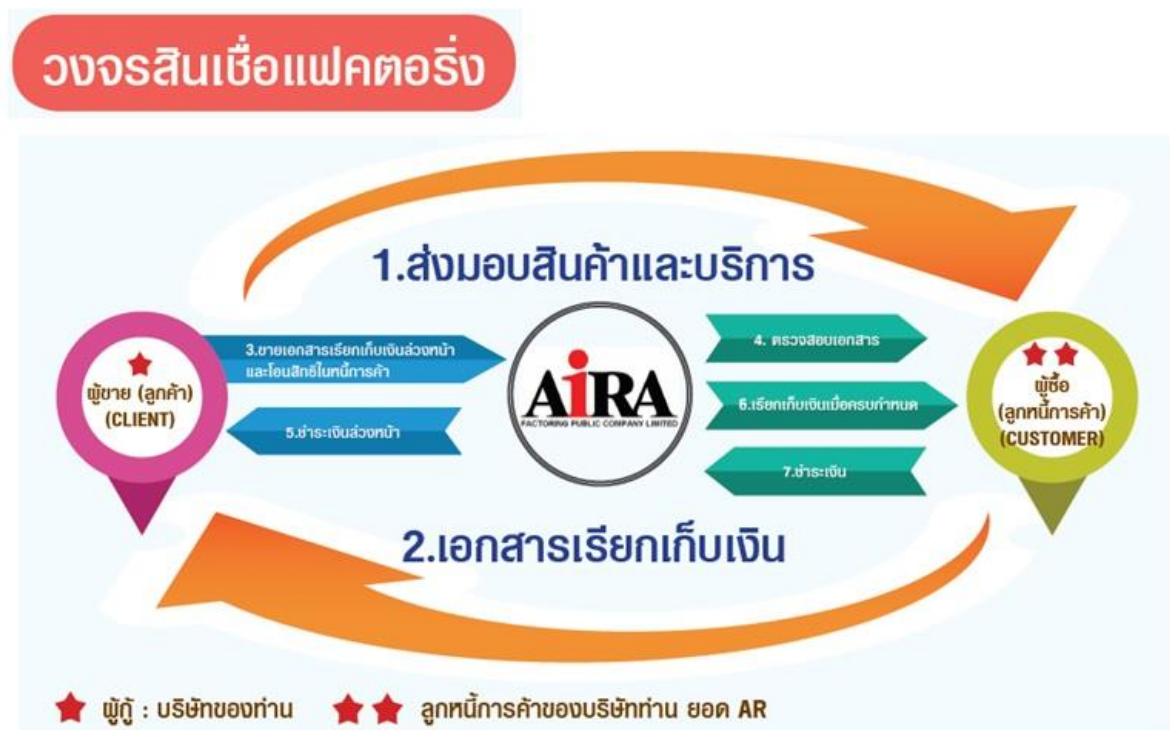 วงจรสินเชื่อแฟคตอริ่ง
1.ส่งมอบสินค้าและบริการ
3.ขายเอกสารเรียกเก็บเงินล่วงหน้า
และโอนสิทธิในหนี้การค้า
4. ตรวจสอบเอกสาร
ผู้ขาย (ลูกค้า)
(CLIENT)
AiRA
FACTORING PUBLIC COMPANY LIMITED
ผู้ซื้อ
(ลูกหนี้การค้า)
(CUSTOMER)
5.ชำระเงินล่วงหน้า
6.เรียกเก็บเงินเมื่อครบกำหนด
7.ชำระเงิน
2.เอกสารเรียกเก็บเงิน
ผู้กู้ : บริษัทของท่าน
ลูกหนี้การค้าของบริษัทท่าน ยอด AR